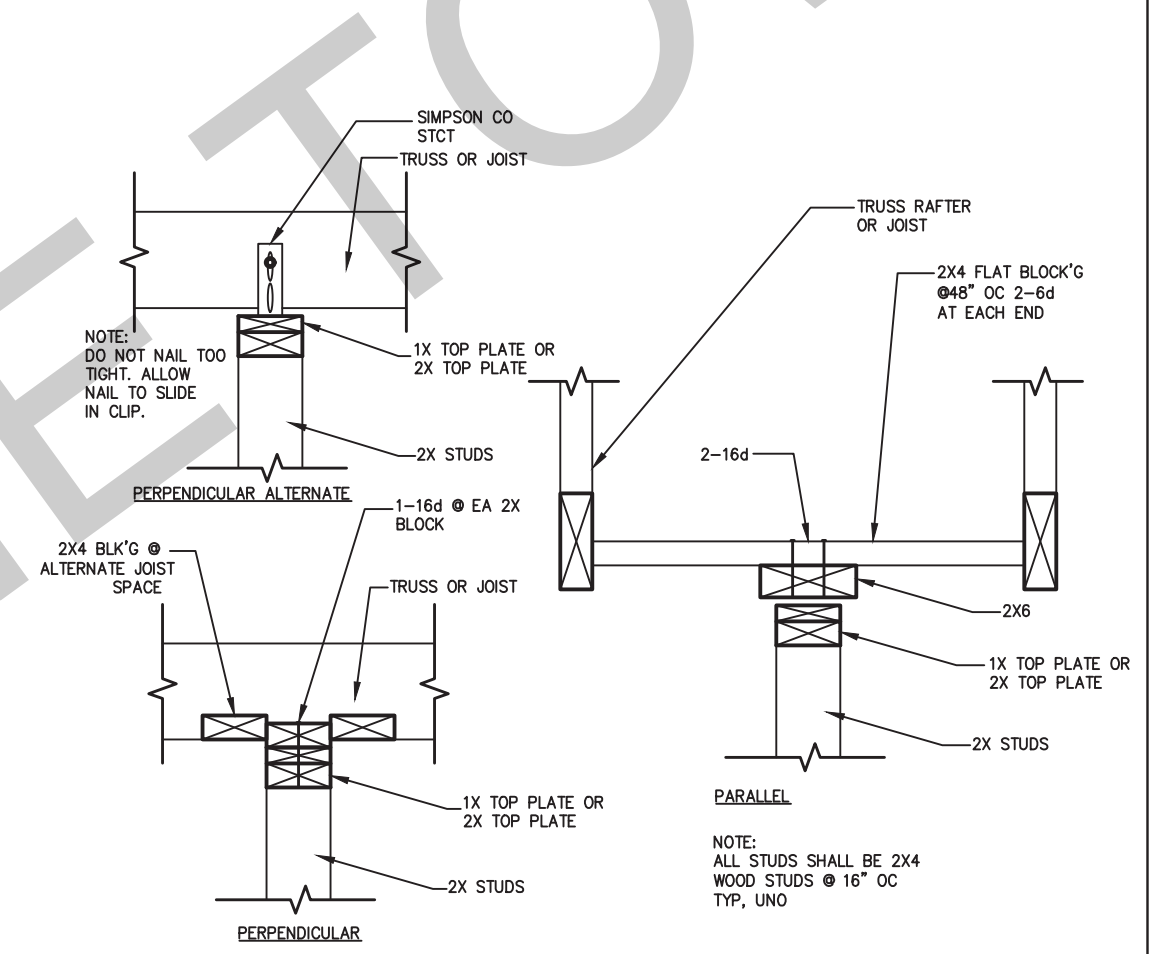 SIMPSON CO
STCT
TRUSS OR JOIST
NOTE:
DO NOT NAIL TOO
TIGHT. ALLOW
NAIL TO SLIDE
IN CLIP.
1X TOP PLATE OR
2X TOP PLATE
2X STUDS
PERPENDICULAR ALTERNATE
1-16d @ EA 2X
BLOCK
2X4 BLK'G @
ALTERNATE JOIST
SPACE
TRUSS OR JOIST
1X TOP PLATE OR
2X TOP PLATE
2X STUDS
PERPENDICULAR
TRUSS RAFTER
OR JOIST
2X4 FLAT BLOCK'G
@48" OC 2-6d
AT EACH END
2-16d
2X6
1X TOP PLATE OR
2X TOP PLATE
2X STUDS
PARALLEL
NOTE:
ALL STUDS SHALL BE 2X4
WOOD STUDS @ 16" OC
TYP, UNO